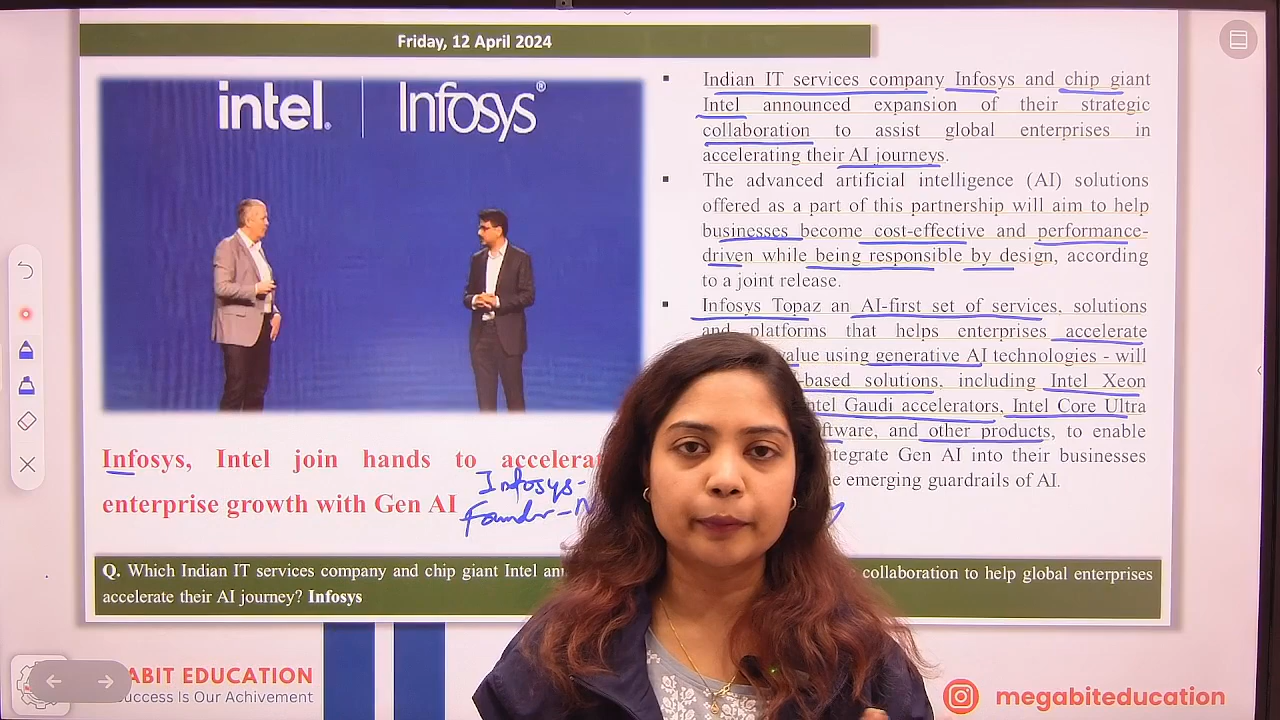 Friday, 12 April 2024
intel. | Infosys®
Indian IT services company Infosys and chip giant
Intel announced expansion of their strategic
collaboration to assist global enterprises in
accelerating their AI journeys.
The advanced artificial intelligence (AI) solutions
offered as a part of this partnership will aim to help
businesses become cost-effective and performance-
driven while being responsible by design, according
to a joint release.
Infosys Topaz an AI-first set of services, solutions
and platforms that helps enterprises accelerate
value using generative AI technologies - will
-based solutions, including Intel Xeon
ntel Gaudi accelerators, Intel Core Ultra
ftware, and other products, to enable
ntegrate Gen AI into their businesses
e emerging guardrails of AI.
Infosys, Intel join hands to accelera
enterprise growth with Gen AI
Infosys-
Founder-N
Q. Which Indian IT services company and chip giant Intel ann collaboration to help global enterprises
accelerate their AI journey? Infosys
ABIT EDUCATION
uccess Is Our Achivement
megabiteducation